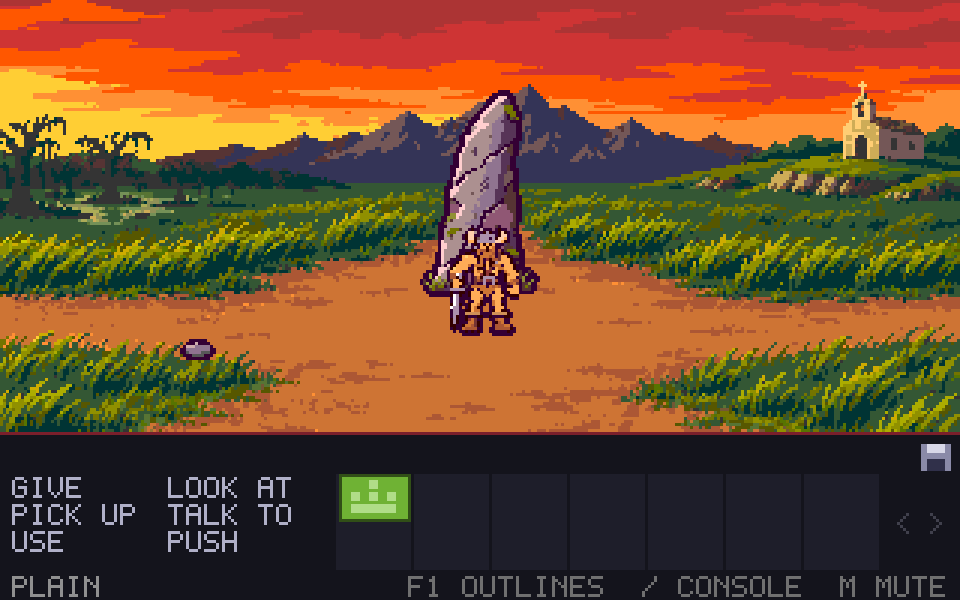 GIVE LOOK AT
PICK UP TALK TO
USE PUSH
PLAIN F1 OUTLINES / CONSOLE M MUTE